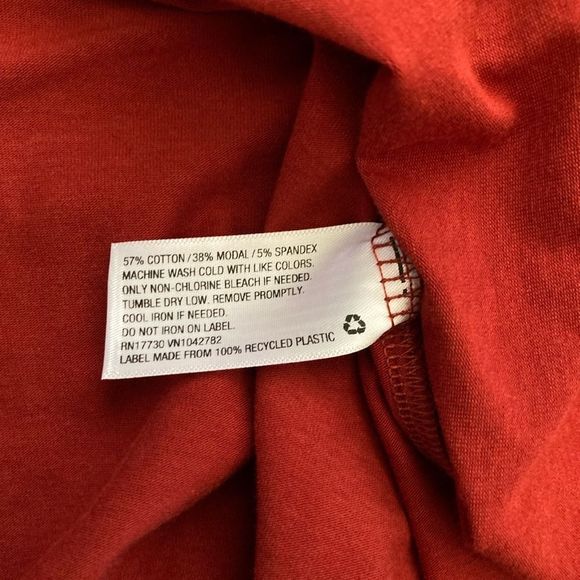 57% COTTON / 38% MODAL / 5% SPANDEX
MACHINE WASH COLD WITH LIKE COLORS.
ONLY NON-CHLORINE BLEACH IF NEEDED.
TUMBLE DRY LOW. REMOVE PROMPTLY.
COOL IRON IF NEEDED.
DO NOT IRON ON LABEL.
RN17730 VN1042782
LABEL MADE FROM 100% RECYCLED PLASTIC